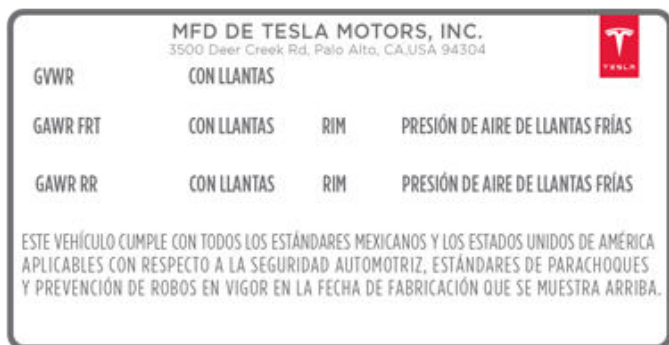 MFD DE TESLA MOTORS, INC.
3500 Deer Creek Rd, Palo Alto, CA,USA 94304
TESLA
GVWR CON LLANTAS
GAWR FRT CON LLANTAS RIM PRESIÓN DE AIRE DE LLANTAS FRÍAS
GAWR RR CON LLANTAS RIM PRESIÓN DE AIRE DE LLANTAS FRÍAS
ESTE VEHÍCULO CUMPLE CON TODOS LOS ESTÁNDARES MEXICANOS Y LOS ESTADOS UNIDOS DE AMÉRICA
APLICABLES CON RESPECTO A LA SEGURIDAD AUTOMOTRIZ, ESTÁNDARES DE PARACHOQUES
Y PREVENCIÓN DE ROBOS EN VIGOR EN LA FECHA DE FABRICACIÓN QUE SE MUESTRA ARRIBA.